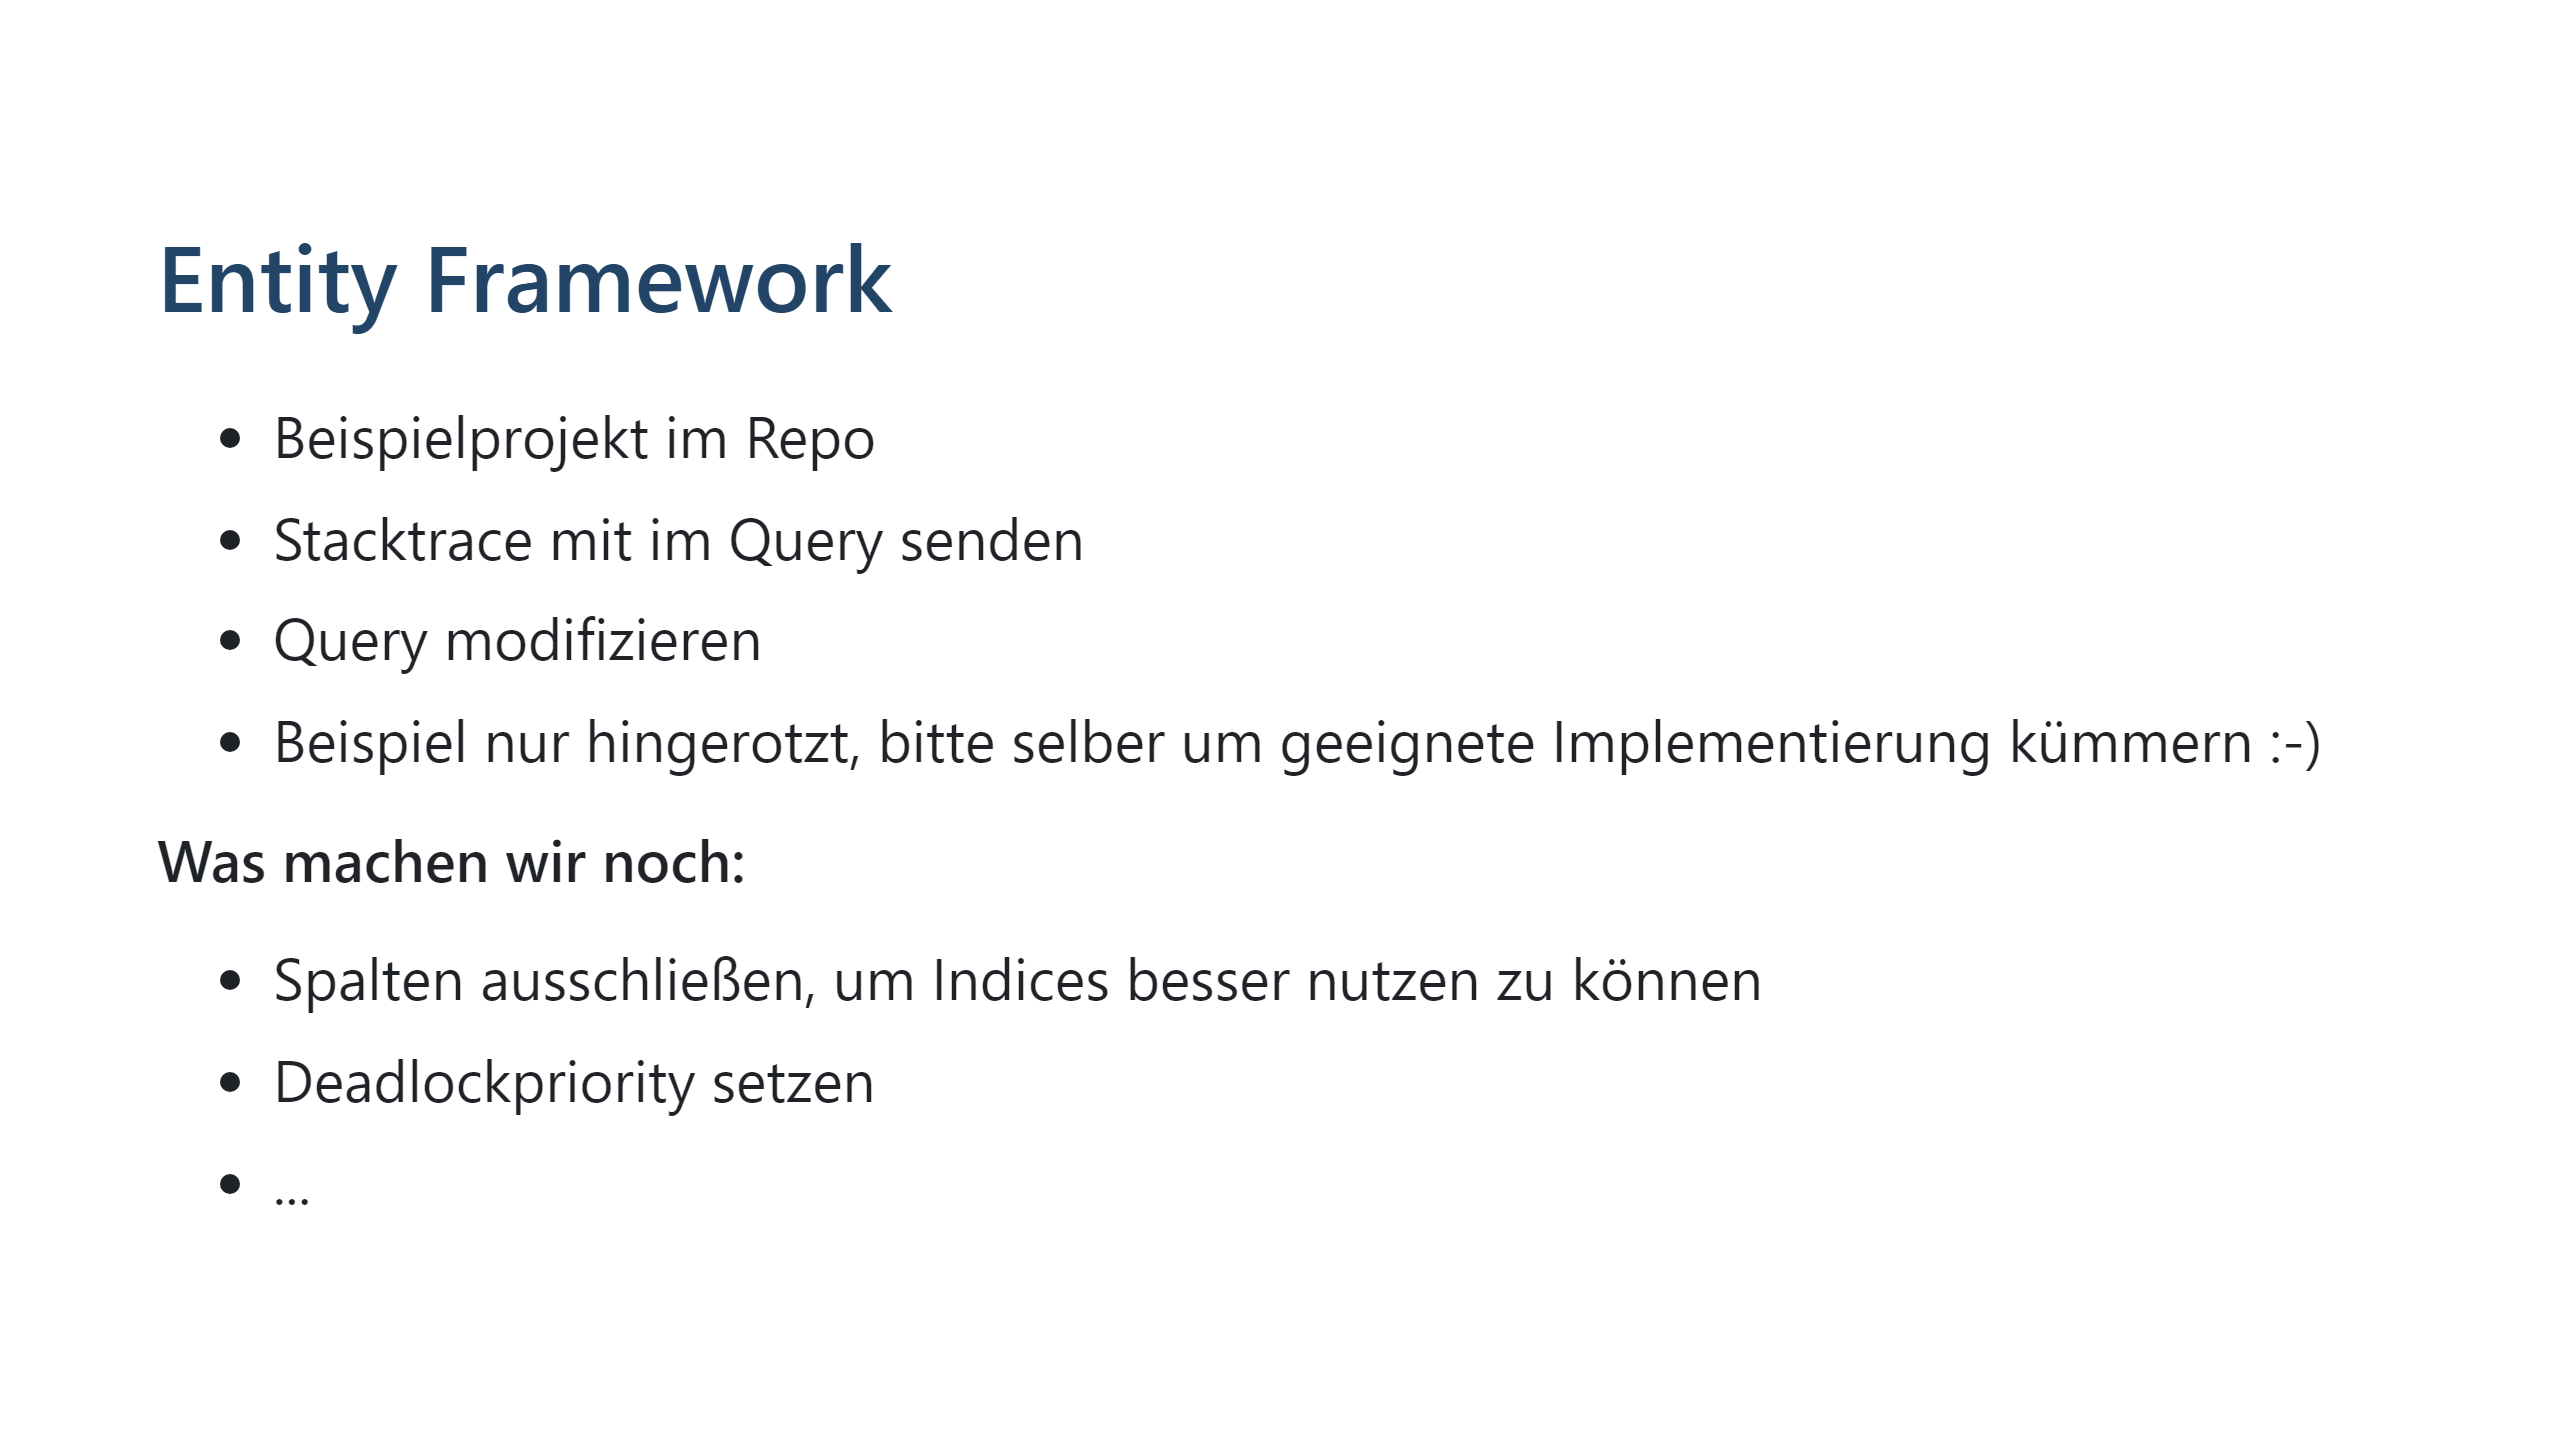 Entity Framework
• Beispielprojekt im Repo
• Stacktrace mit im Query senden
• Query modifizieren
• Beispiel nur hingerotzt, bitte selber um geeignete Implementierung kümmern :-)
Was machen wir noch:
• Spalten ausschließen, um Indices besser nutzen zu können
• Deadlockpriority setzen
• ...